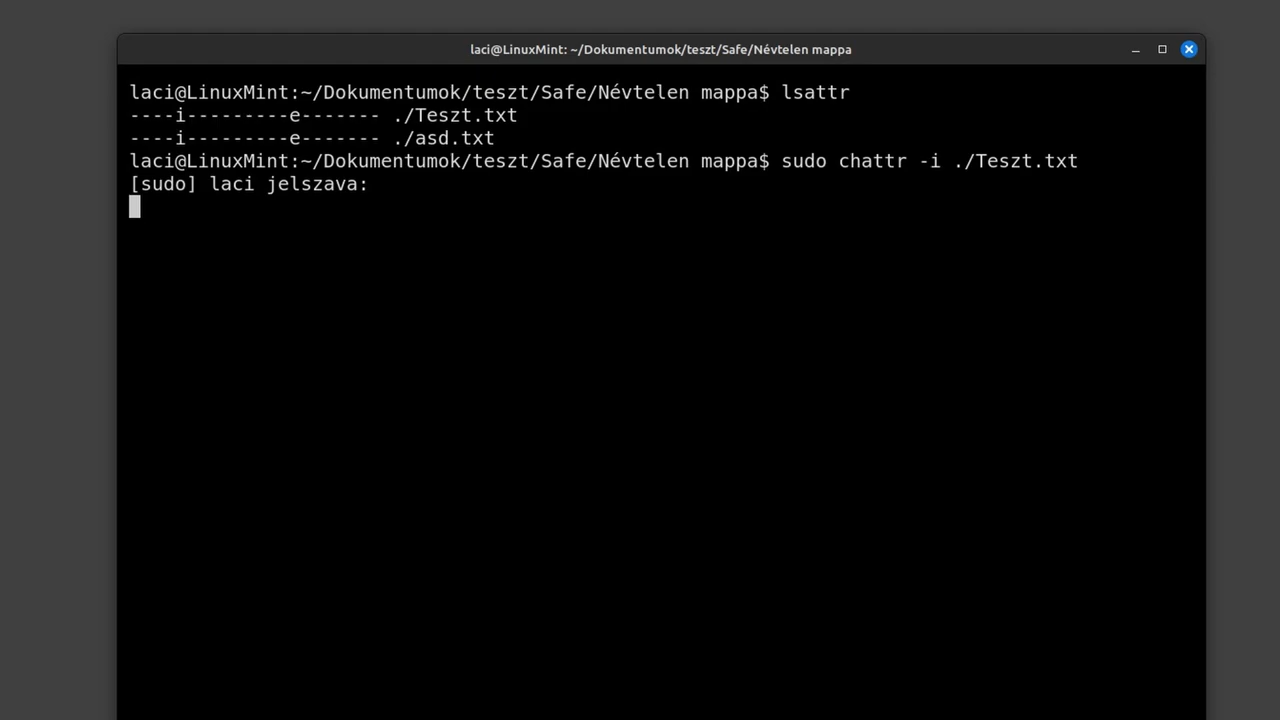 laci@LinuxMint: ~/Dokumentumok/teszt/Safe/Névtelen mappa
laci@LinuxMint:~/Dokumentumok/teszt/Safe/Névtelen mappa$ lsattr
----i---------e------- ./Teszt.txt
----i---------e------- ./asd.txt
laci@LinuxMint:~/Dokumentumok/teszt/Safe/Névtelen mappa$ sudo chattr -i ./Teszt.txt
[sudo] laci jelszava: